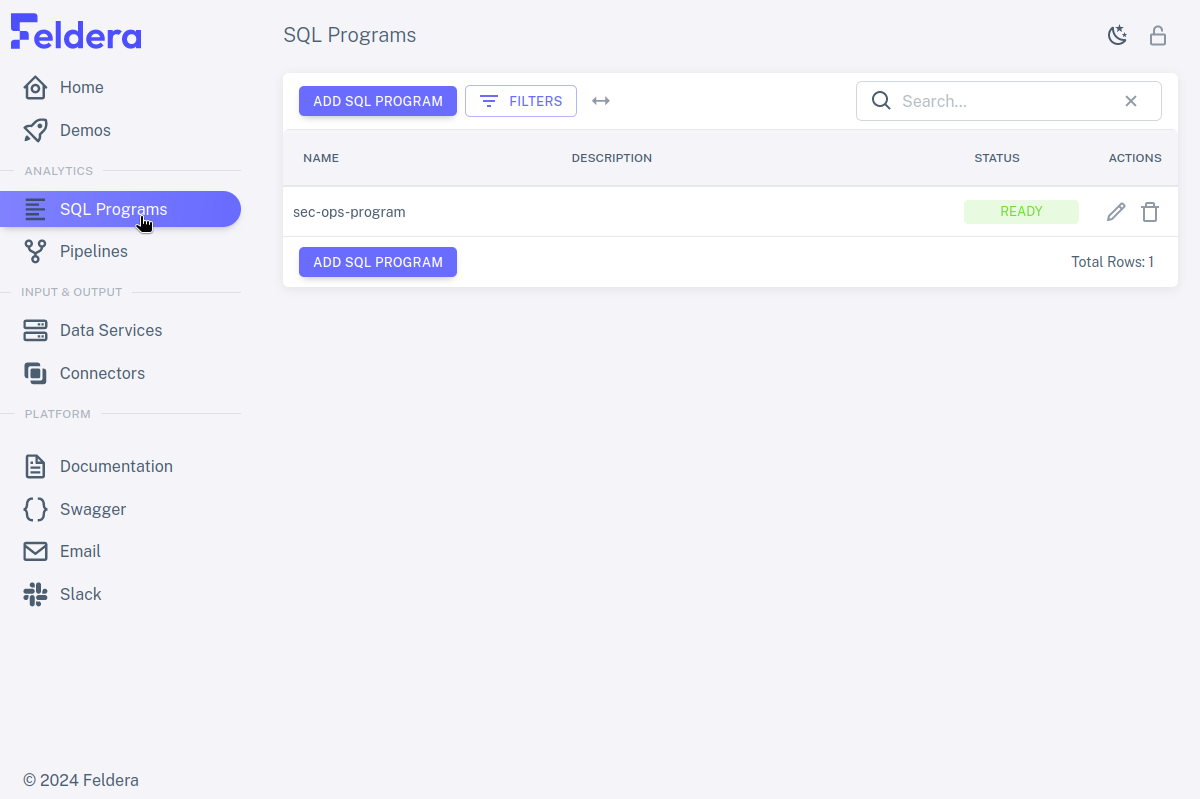 Feldera
SQL Programs
Home
Demos
ANALYTICS
SQL Programs
Pipelines
INPUT & OUTPUT
Data Services
Connectors
PLATFORM
Documentation
Swagger
Email
Slack
© 2024 Feldera
ADD SQL PROGRAM FILTERS Search...
NAME DESCRIPTION STATUS ACTIONS
sec-ops-program READY
ADD SQL PROGRAM Total Rows: 1